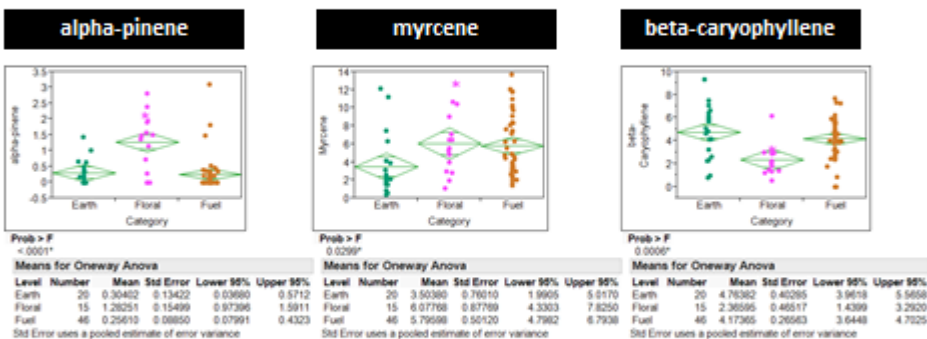 alpha-pinene
3.5
3
2.5
2
1.5
1
0.5
0
-0.5
alpha-pinene
Earth Floral Fuel
Category
Prob > F
<.0001*
Means for Oneway Anova
Level Number Mean Std Error Lower 95% Upper 95%
Earth 20 0.30402 0.13422 0.03680 0.5712
Floral 15 1.28251 0.15499 0.97396 1.5911
Fuel 46 0.25610 0.08850 0.07991 0.4323
Std Error uses a pooled estimate of error variance
myrcene
14
12
10
8
6
4
2
0
Myrcene
Earth Floral Fuel
Category
Prob > F
0.0299*
Means for Oneway Anova
Level Number Mean Std Error Lower 95% Upper 95%
Earth 20 3.50380 0.76010 1.9905 5.0170
Floral 15 6.07768 0.87769 4.3303 7.8250
Fuel 46 5.79598 0.50120 4.7982 6.7938
Std Error uses a pooled estimate of error variance
beta-caryophyllene
10
8
6
4
2
0
beta-
Caryophyllene
Earth Floral Fuel
Category
Prob > F
0.0006*
Means for Oneway Anova
Level Number Mean Std Error Lower 95% Upper 95%
Earth 20 4.76382 0.40285 3.9618 5.5658
Floral 15 2.36595 0.46517 1.4399 3.2920
Fuel 46 4.17365 0.26563 3.6448 4.7025
Std Error uses a pooled estimate of error variance